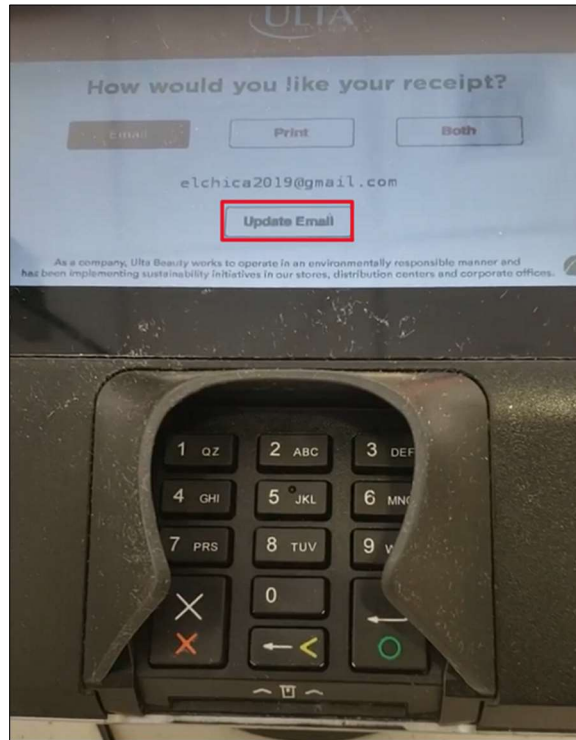 ULTA
How would you like your receipt?
Email Print Both
elchica2019@gmail.com
Update Email
As a company, Ulta Beauty works to operate in an environmentally responsible manner and
has been implementing sustainability initiatives in our stores, distribution centers and corporate offices.
1 QZ 2 ABC 3 DEF
4 GHI 5 JKL 6 MNO
7 PRS 8 TUV 9 W
0